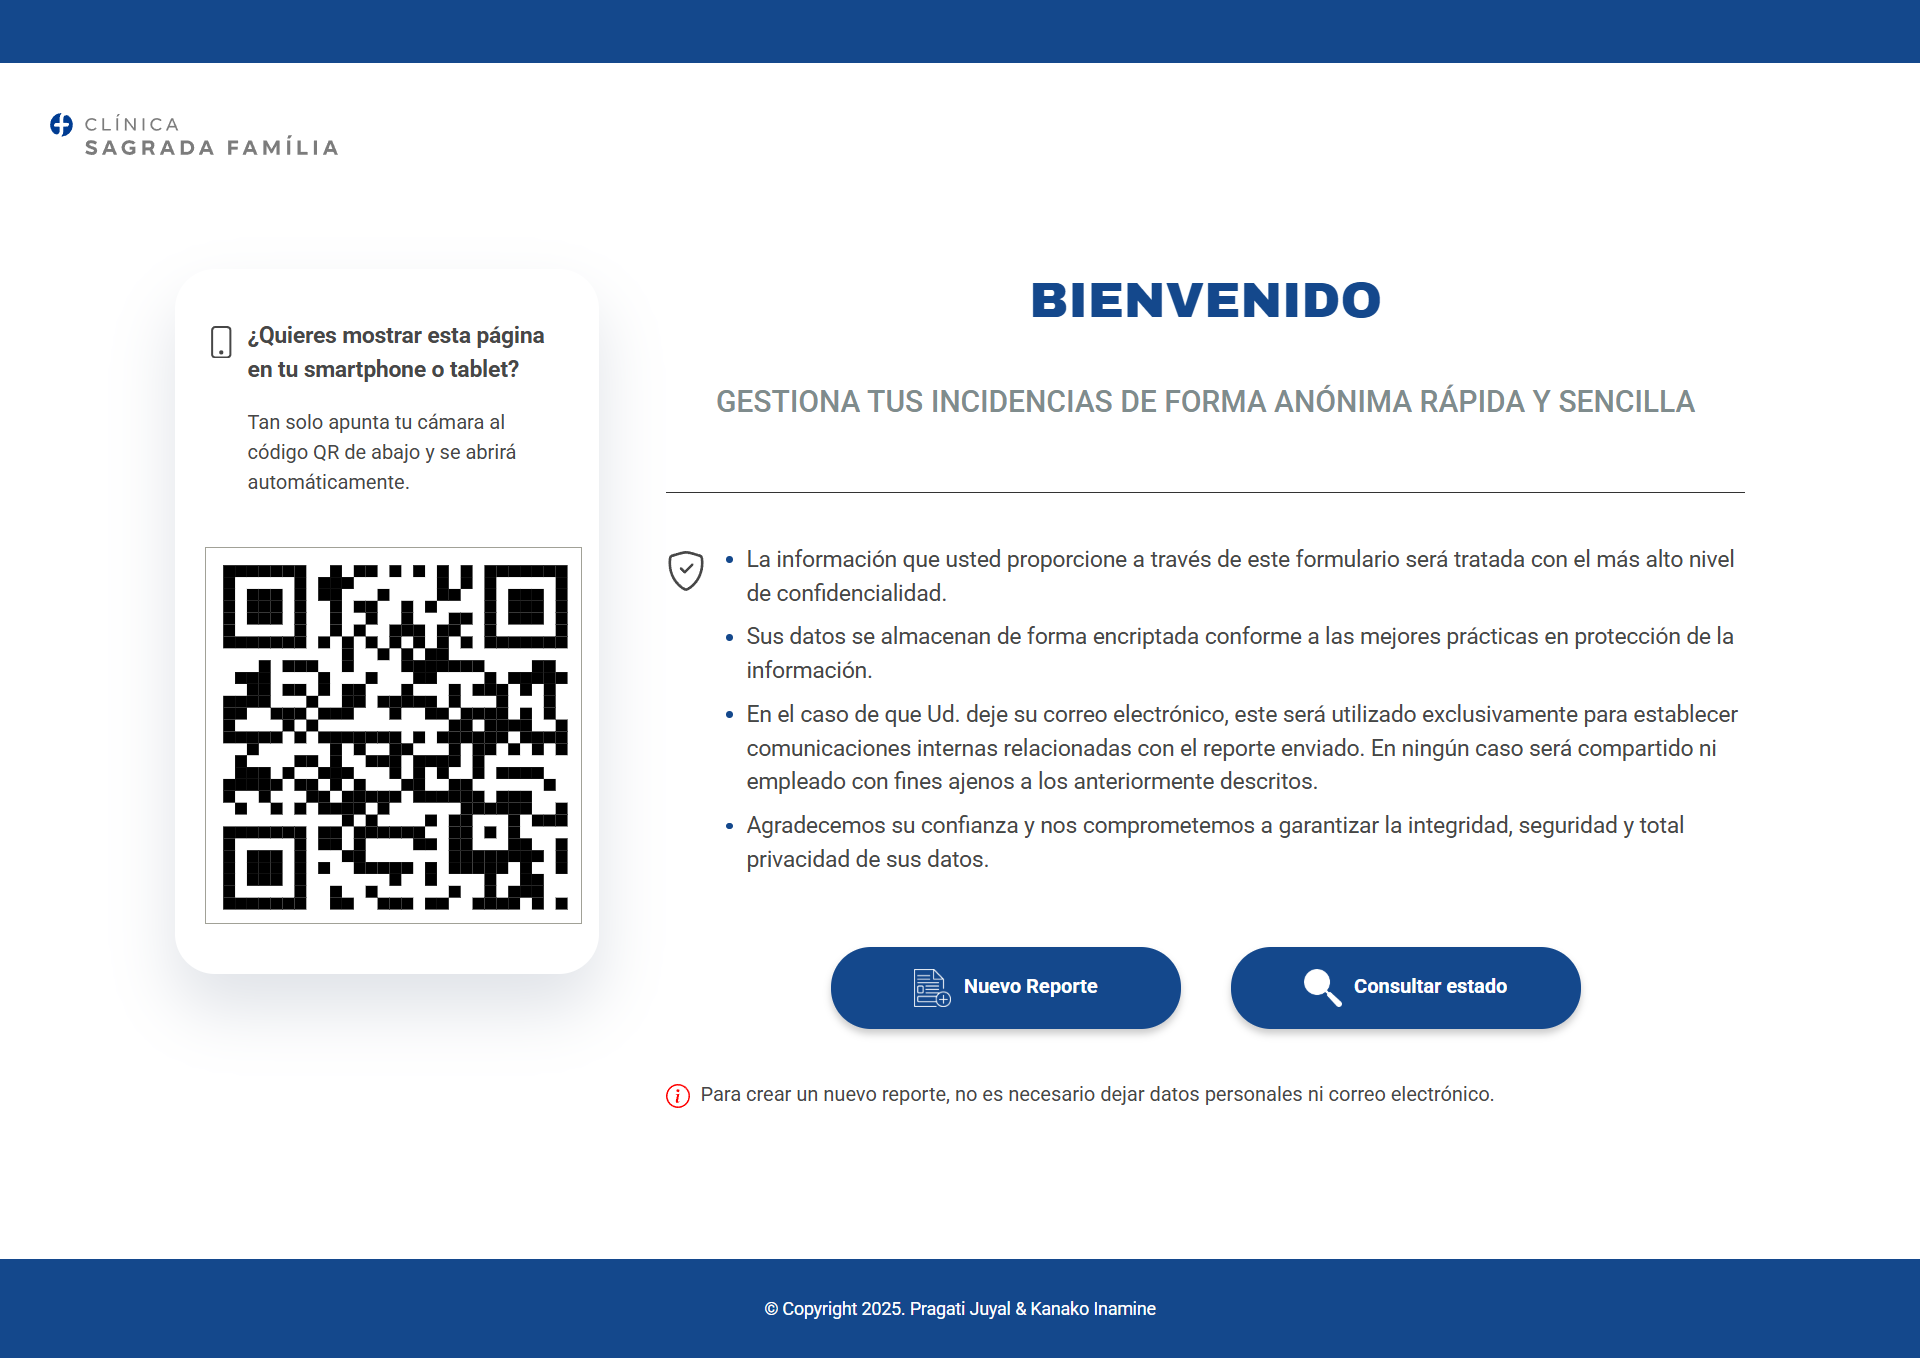 CLÍNICA
SAGRADA FAMÍLIA
¿Quieres mostrar esta página
en tu smartphone o tablet?
Tan solo apunta tu cámara al
código QR de abajo y se abrirá
automáticamente.
BIENVENIDO
GESTIONA TUS INCIDENCIAS DE FORMA ANÓNIMA RÁPIDA Y SENCILLA
• La información que usted proporcione a través de este formulario será tratada con el más alto nivel
de confidencialidad.
• Sus datos se almacenan de forma encriptada conforme a las mejores prácticas en protección de la
información.
• En el caso de que Ud. deje su correo electrónico, este será utilizado exclusivamente para establecer
comunicaciones internas relacionadas con el reporte enviado. En ningún caso será compartido ni
empleado con fines ajenos a los anteriormente descritos.
• Agradecemos su confianza y nos comprometemos a garantizar la integridad, seguridad y total
privacidad de sus datos.
Nuevo Reporte
Consultar estado
Para crear un nuevo reporte, no es necesario dejar datos personales ni correo electrónico.
© Copyright 2025. Pragati Juyal & Kanako Inamine